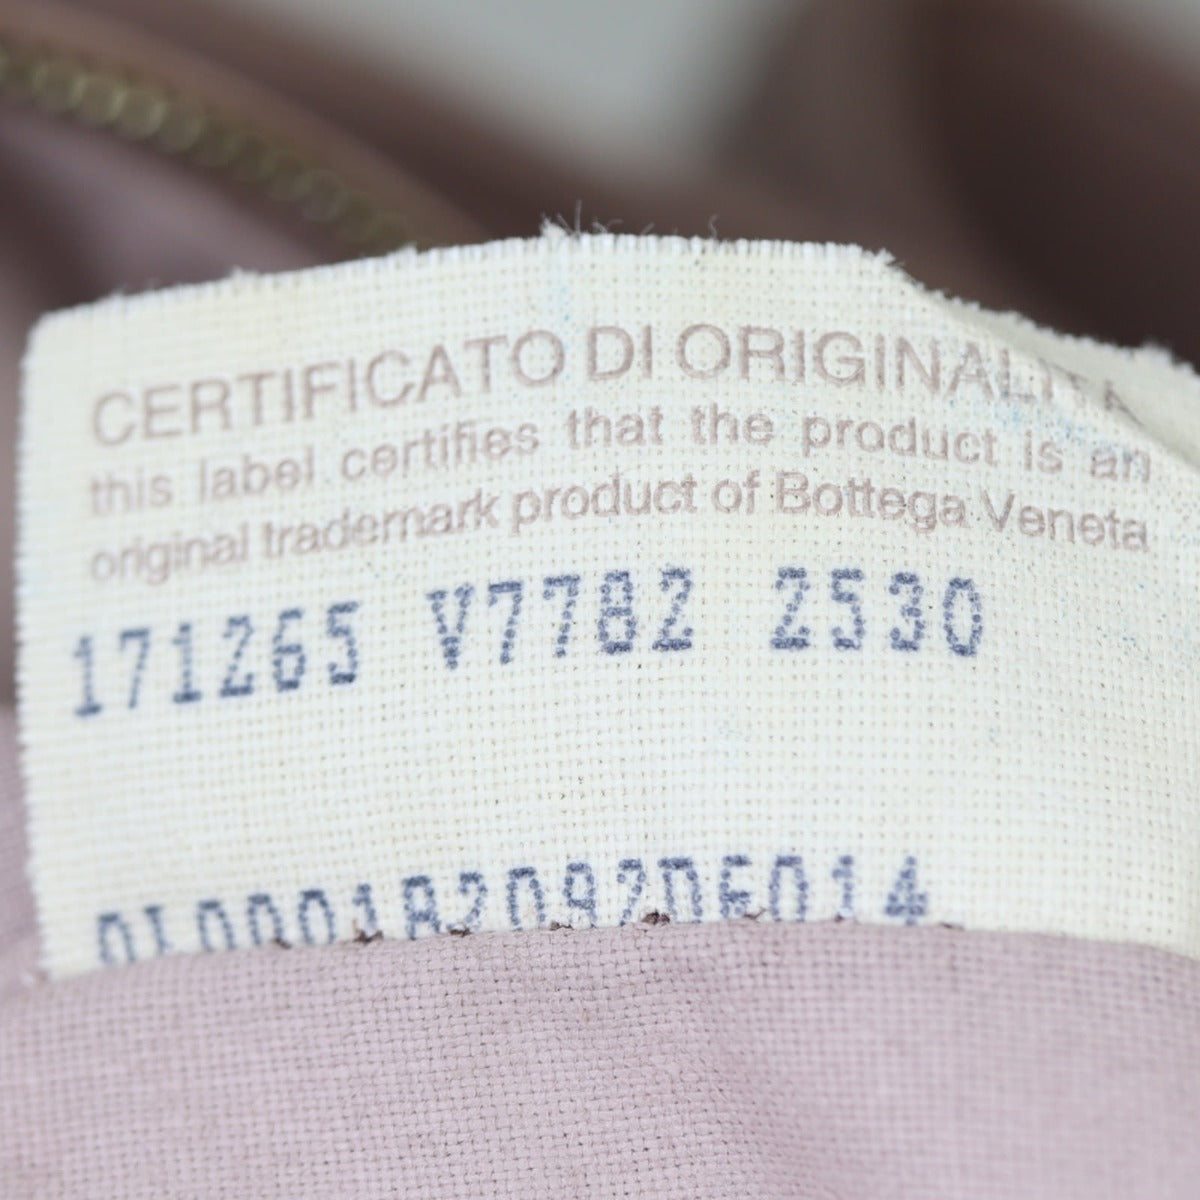 CERTIFICATO DI ORIGINALITA
this label certifies that the product is an
original trademark product of Bottega Veneta
171265 V7782 2530